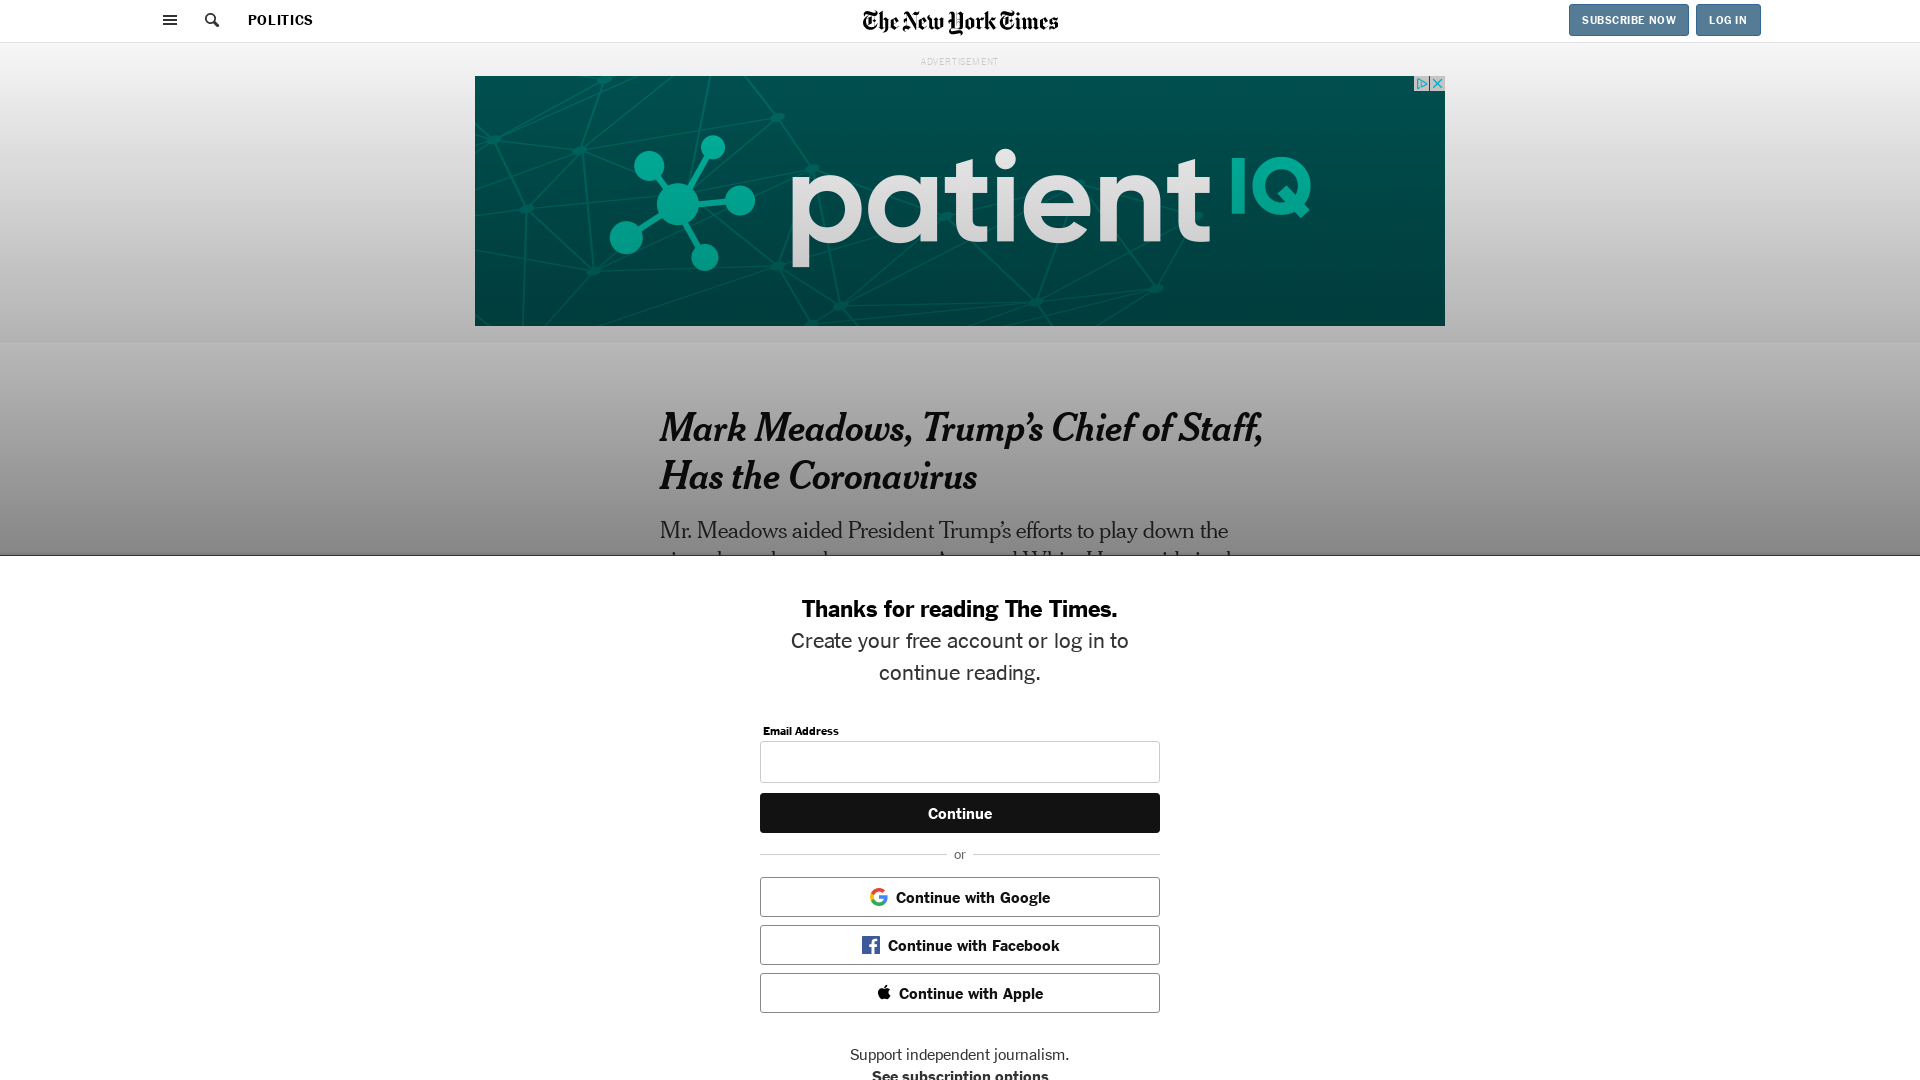 POLITICS
The New York Times
SUBSCRIBE NOW
LOG IN
ADVERTISEMENT
patient IQ
Mark Meadows, Trump’s Chief of Staff,
Has the Coronavirus
Mr. Meadows aided President Trump’s efforts to play down the
Thanks for reading The Times.
Create your free account or log in to
continue reading.
Email Address
Continue
or
Continue with Google
Continue with Facebook
Continue with Apple
Support independent journalism.
See subscription options